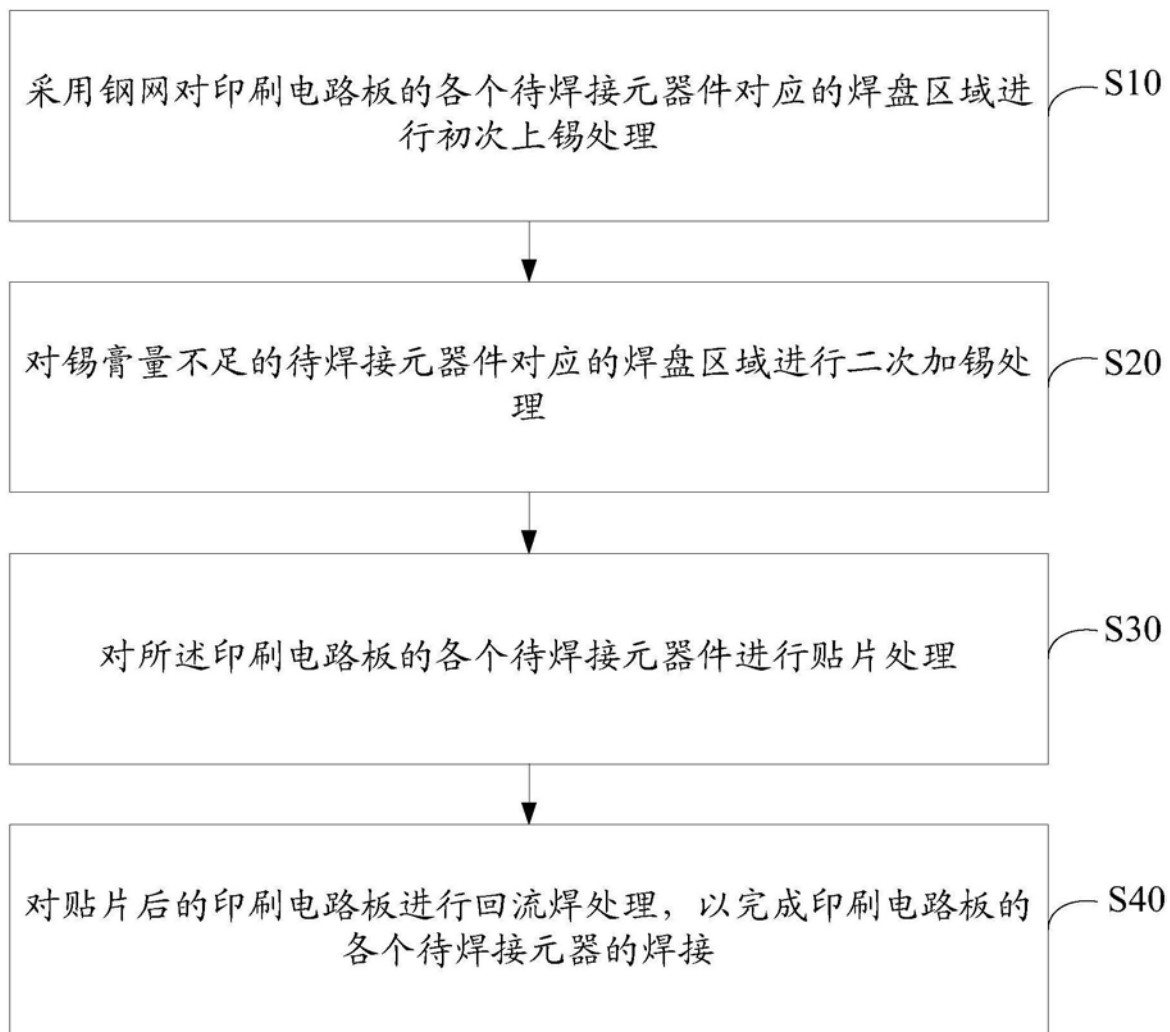 采用钢网对印刷电路板的各个待焊接元器件对应的焊盘区域进
行初次上锡处理
S10
对锡膏量不足的待焊接元器件对应的焊盘区域进行二次加锡处
理
S20
对所述印刷电路板的各个待焊接元器件进行贴片处理
S30
对贴片后的印刷电路板进行回流焊处理，以完成印刷电路板的
各个待焊接元器的焊接
S40